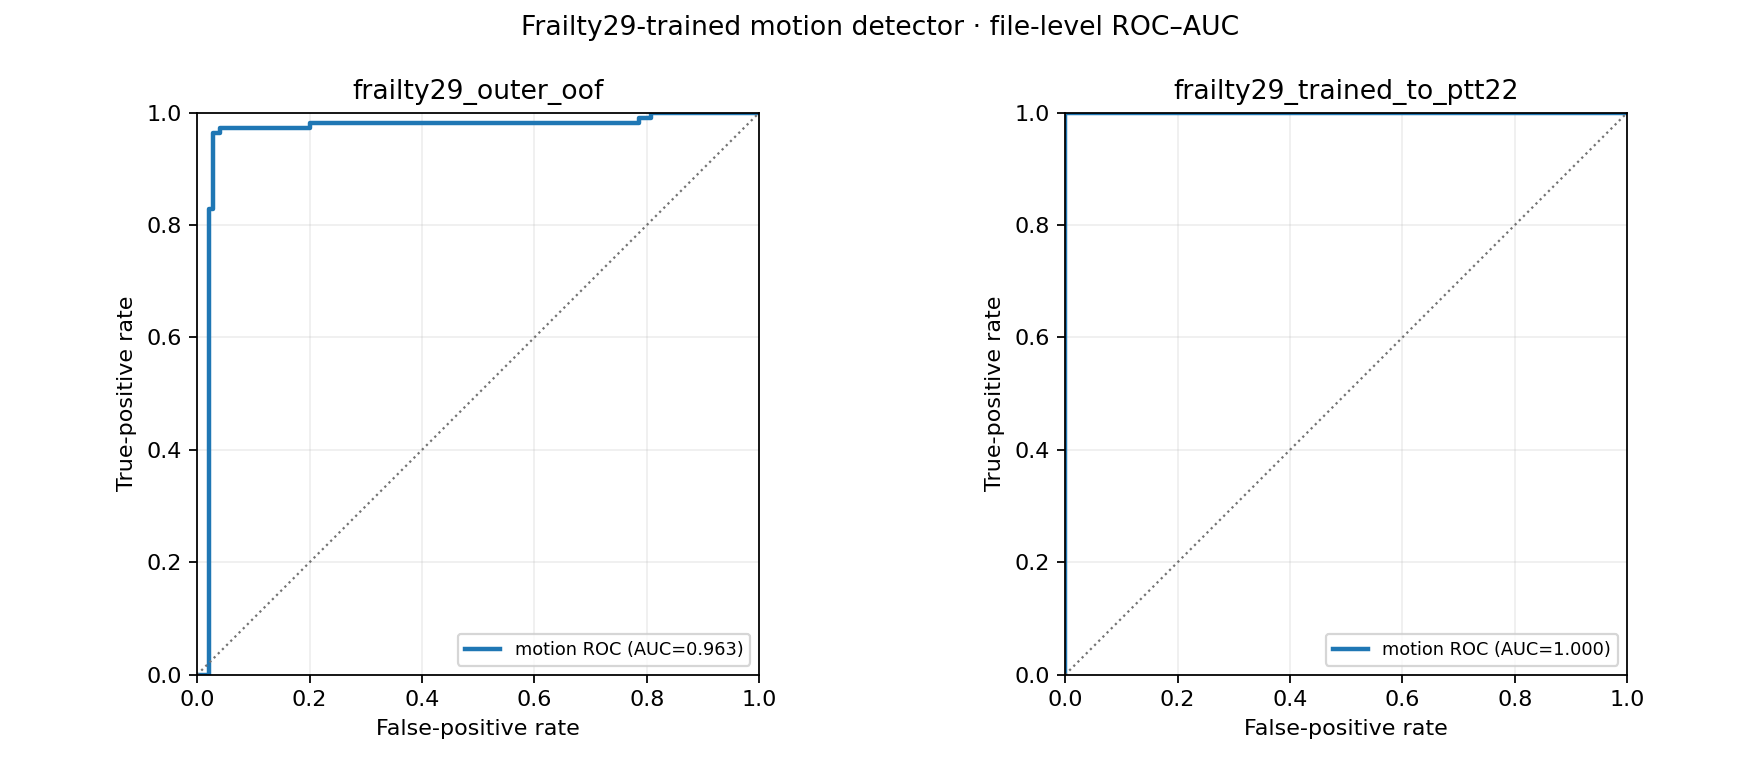 Frailty29-trained motion detector · file-level ROC–AUC
frailty29_outer_oof
1.0
0.8
0.6
0.4
0.2
0.0
True-positive rate
0.0 0.2 0.4 0.6 0.8 1.0
False-positive rate
motion ROC (AUC=0.963)
frailty29_trained_to_ptt22
1.0
0.8
0.6
0.4
0.2
0.0
True-positive rate
0.0 0.2 0.4 0.6 0.8 1.0
False-positive rate
motion ROC (AUC=1.000)